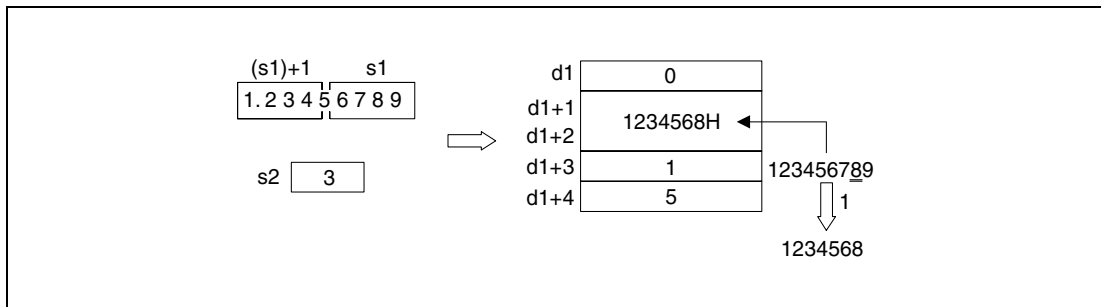 (s1)+1 s1
1. 2 3 4 5 6 7 8 9
s2 3
d1 0
d1+1
1234568H
d1+2
d1+3 1
d1+4 5
123456789
1
1234568